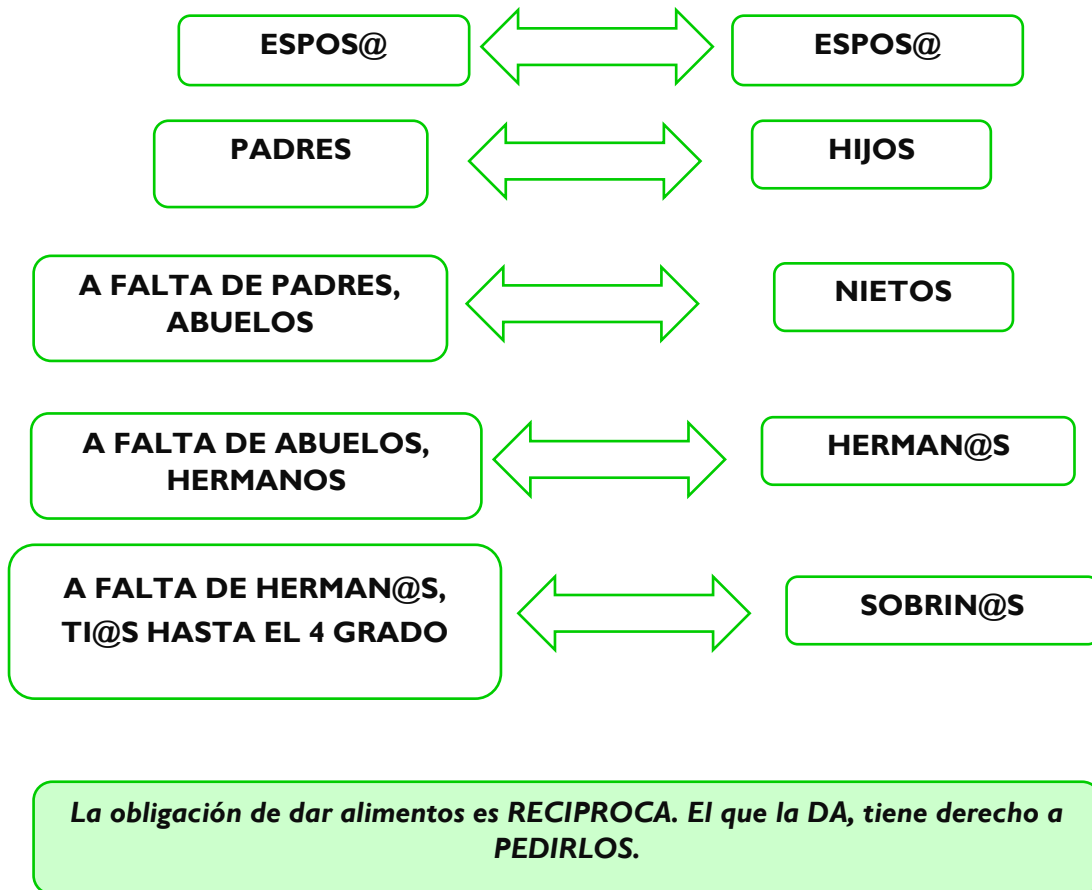 ESPOS@
ESPOS@
PADRES
HIJOS
A FALTA DE PADRES,
ABUELOS
NIETOS
A FALTA DE ABUELOS,
HERMANOS
HERMAN@S
A FALTA DE HERMAN@S,
TI@S HASTA EL 4 GRADO
SOBRIN@S
La obligación de dar alimentos es RECIPROCA. El que la DA, tiene derecho a
PEDIRLOS.